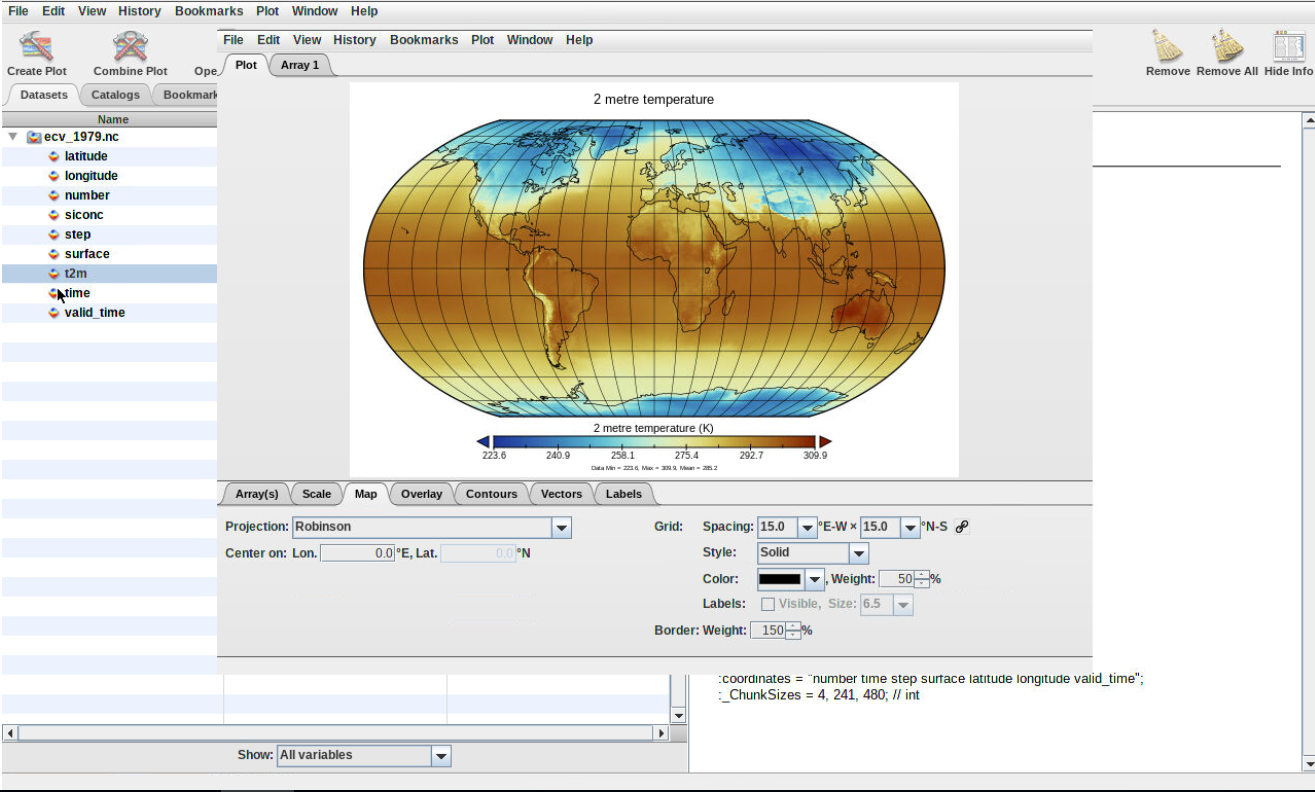 File Edit View History Bookmarks Plot Window Help
Create Plot Combine Plot Ope
Remove Remove All Hide Info
Datasets Catalogs Bookmark
Name
ecv_1979.nc
latitude
longitude
number
siconc
step
surface
t2m
time
valid_time
File Edit View History Bookmarks Plot Window Help
Plot Array 1
2 metre temperature
2 metre temperature (K)
223.6 240.9 258.1 275.4 292.7 309.9
Data Min = 223.6, Max = 309.9, Mean = 285.2
Array(s) Scale Map Overlay Contours Vectors Labels
Projection: Robinson
Center on: Lon. 0.0 °E, Lat. 0.0 °N
Grid: Spacing: 15.0 °E-W × 15.0 °N-S
Style: Solid
Color: , Weight: 50 %
Labels: Visible, Size: 6.5
Border: Weight: 150 %
:coordinates = "number time step surface latitude longitude valid_time";
:_ChunkSizes = 4, 241, 480; // int
Show: All variables